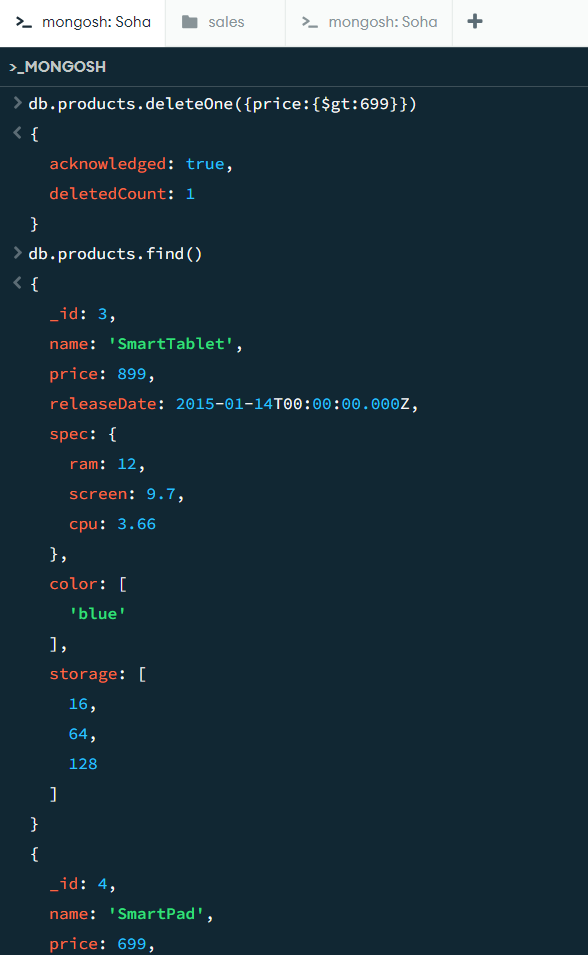 mongosh: Soha sales mongosh: Soha +
>_MONGOSH
> db.products.deleteOne({price:{$gt:699}})
< {
acknowledged: true,
deletedCount: 1
}
> db.products.find()
< {
_id: 3,
name: 'SmartTablet',
price: 899,
releaseDate: 2015-01-14T00:00:00.000Z,
spec: {
ram: 12,
screen: 9.7,
cpu: 3.66
},
color: [
'blue'
],
storage: [
16,
64,
128
]
}
{
_id: 4,
name: 'SmartPad',
price: 699,